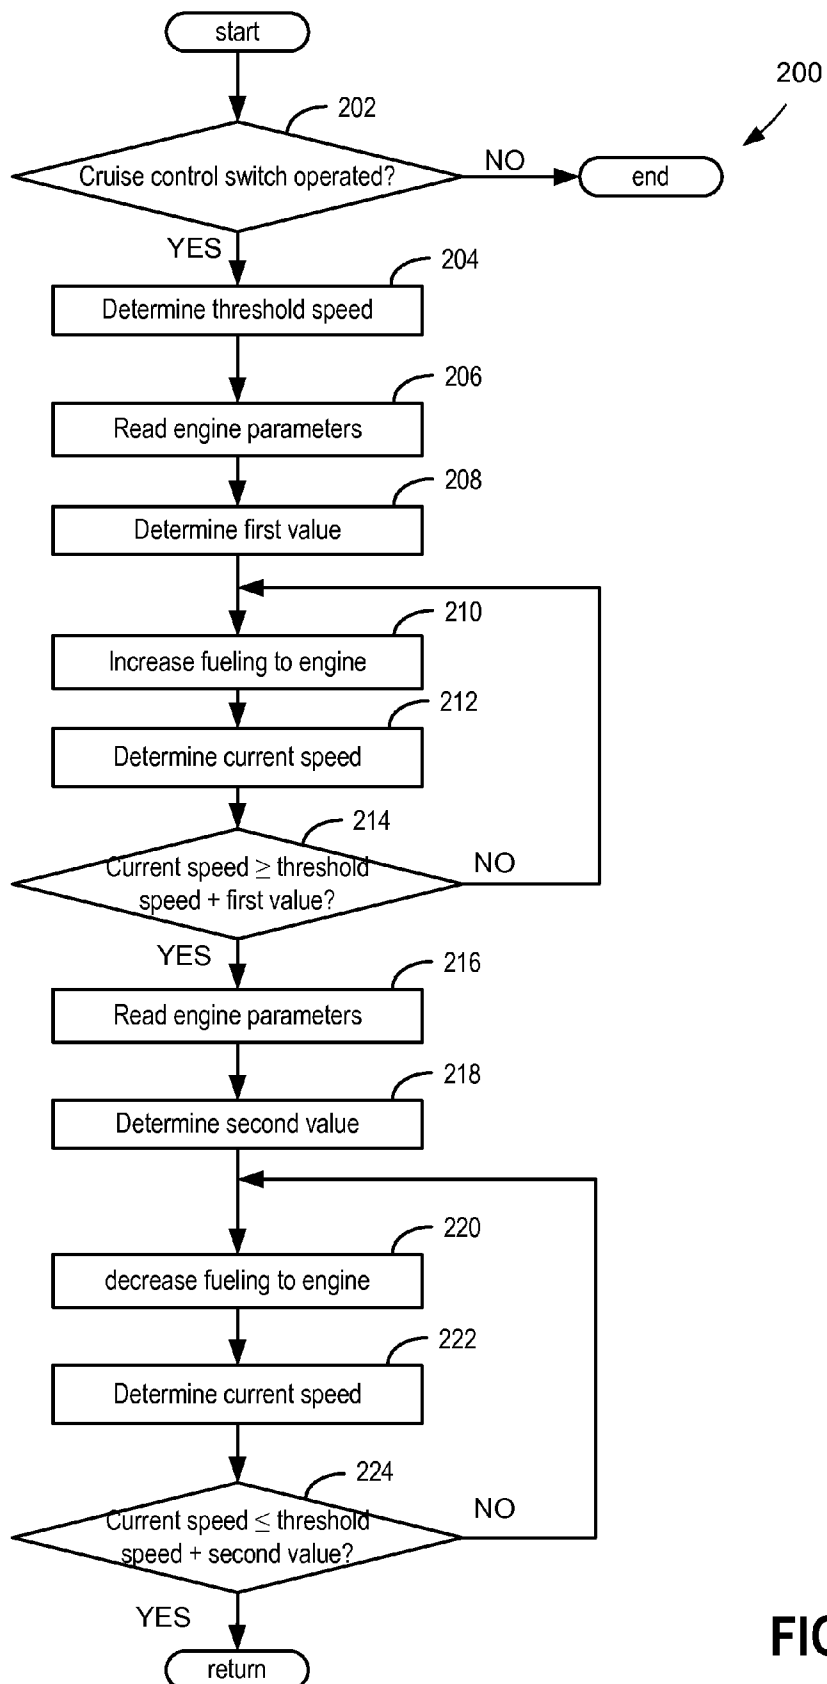 start
200
202
Cruise control switch operated?
NO
end
YES
204
Determine threshold speed
206
Read engine parameters
208
Determine first value
210
Increase fueling to engine
212
Determine current speed
214
Current speed ≥ threshold
speed + first value?
NO
YES
216
Read engine parameters
218
Determine second value
220
decrease fueling to engine
222
Determine current speed
224
Current speed ≤ threshold
speed + second value?
NO
YES
return